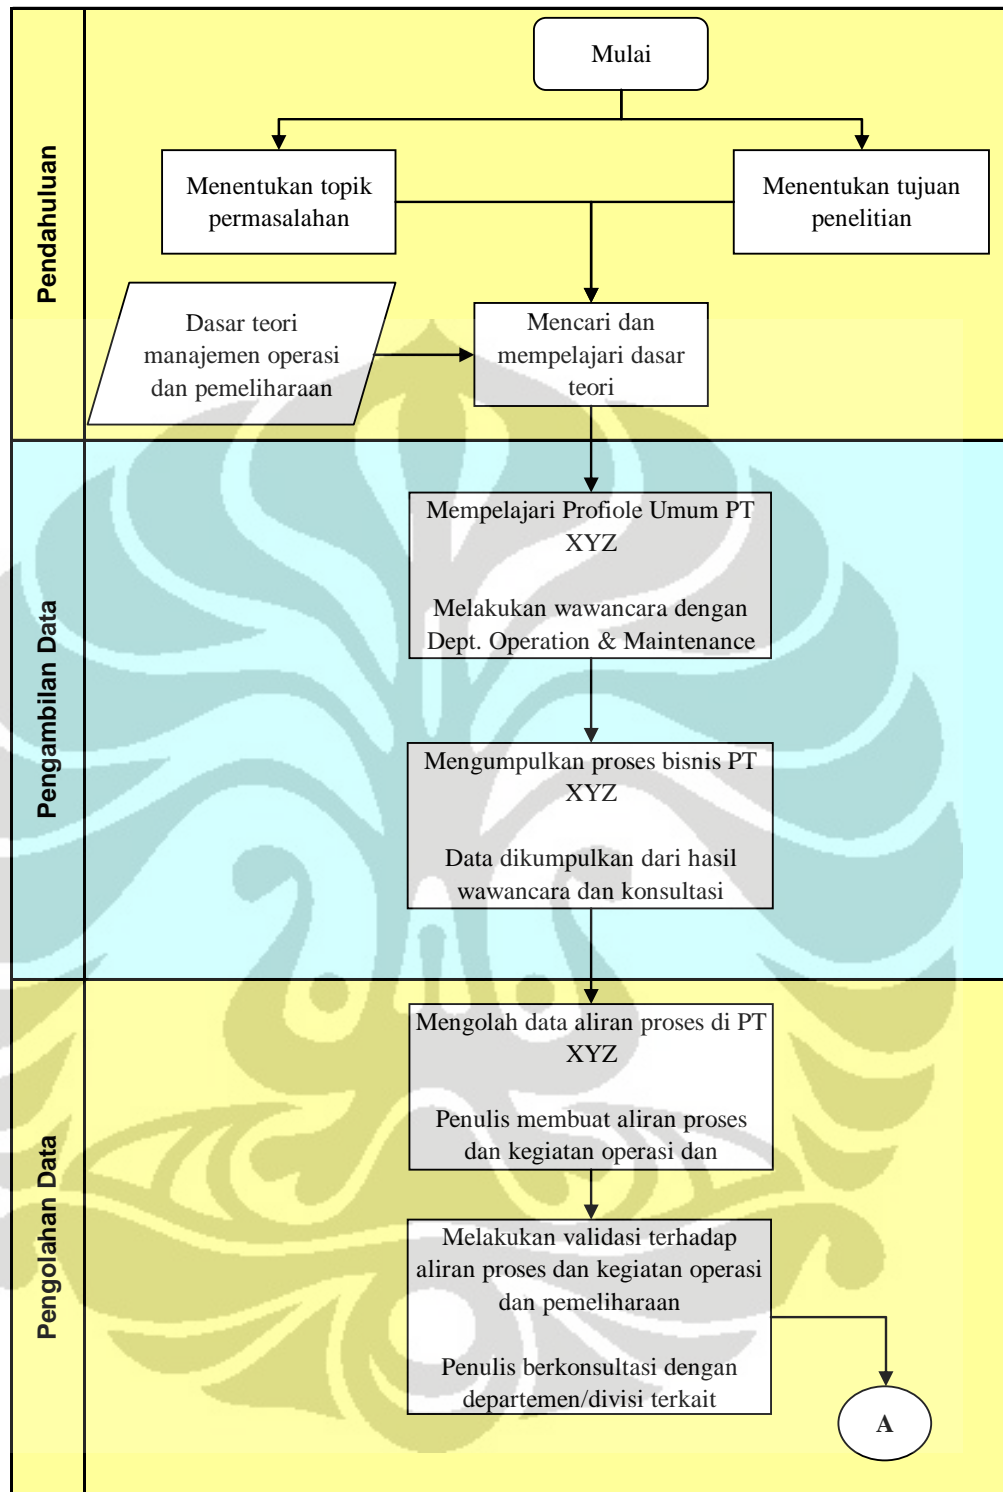 Pendahuluan
Mulai
Menentukan topik
permasalahan
Menentukan tujuan
penelitian
Dasar teori
manajemen operasi
dan pemeliharaan
Mencari dan
mempelajari dasar
teori
Pengambilan Data
Mempelajari Profiole Umum PT
XYZ
Melakukan wawancara dengan
Dept. Operation & Maintenance
Mengumpulkan proses bisnis PT
XYZ
Data dikumpulkan dari hasil
wawancara dan konsultasi
Pengolahan Data
Mengolah data aliran proses di PT
XYZ
Penulis membuat aliran proses
dan kegiatan operasi dan
Melakukan validasi terhadap
aliran proses dan kegiatan operasi
dan pemeliharaan
Penulis berkonsultasi dengan
departemen/divisi terkait
A